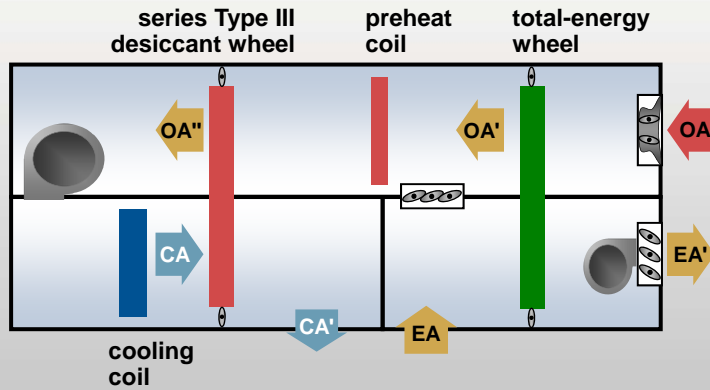 series Type III
desiccant wheel
preheat
coil
total-energy
wheel
OA"
OA'
OA
CA
EA'
CA'
EA
cooling
coil